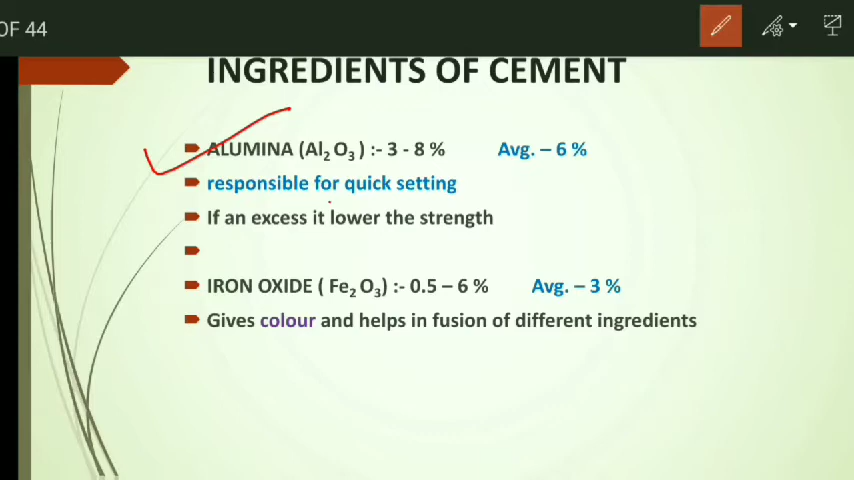 OF 44
INGREDIENTS OF CEMENT
ALUMINA (Al₂ O₃ ) :- 3 - 8 % Avg. – 6 %
responsible for quick setting
If an excess it lower the strength
IRON OXIDE ( Fe₂ O₃) :- 0.5 – 6 % Avg. – 3 %
Gives colour and helps in fusion of different ingredients